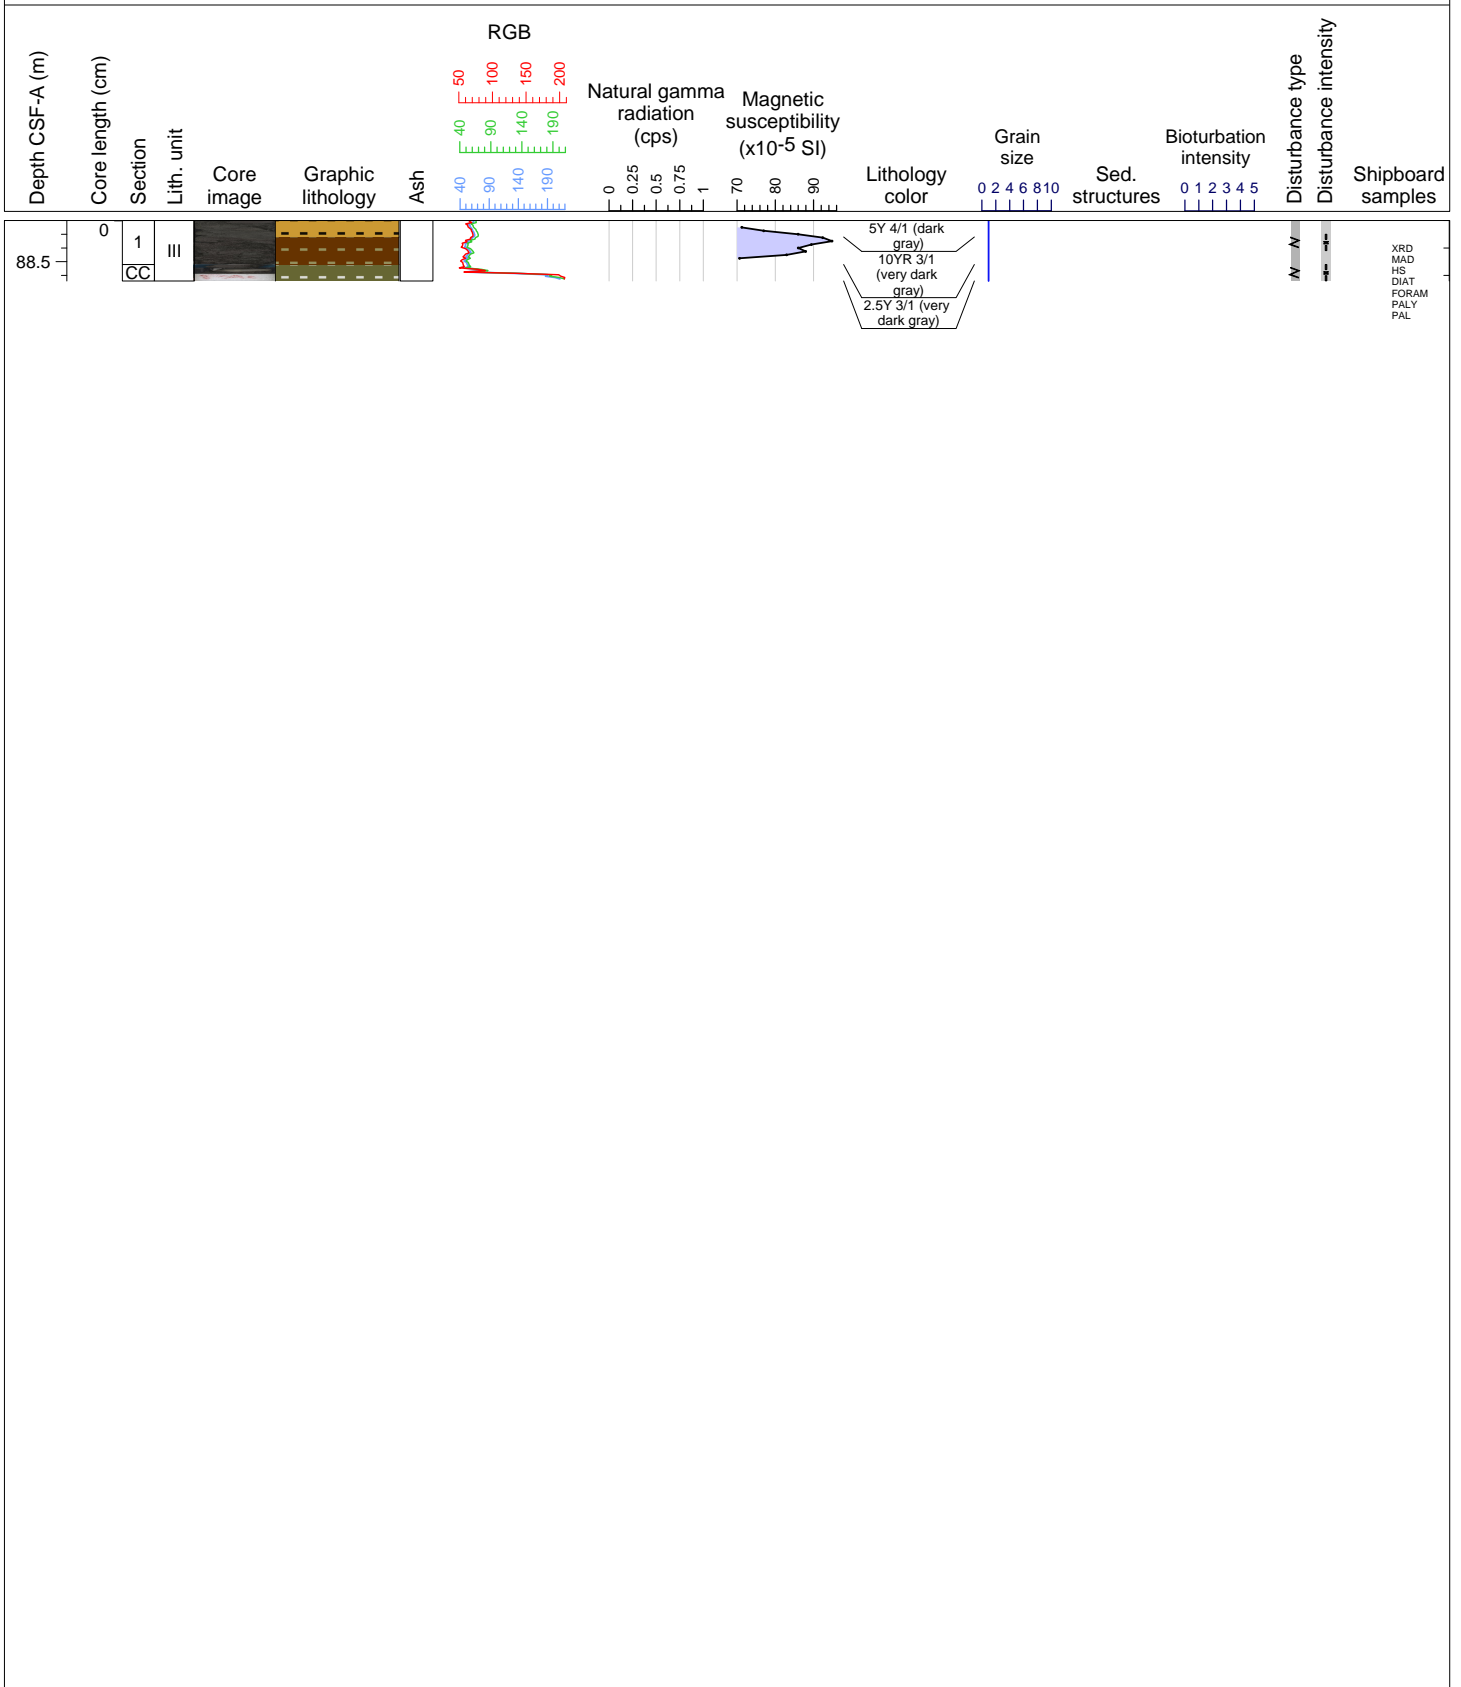 RGB
50 100 150 200
40 90 140 190
40 90 140 190
Depth CSF-A (m)
Core length (cm)
Section
Lith. unit
Core
image
Graphic
lithology
Ash
Natural gamma
radiation
(cps)
0 0.25 0.5 0.75 1
Magnetic
susceptibility
(x10-5 SI)
70 80 90
Lithology
color
Grain
size
0 2 4 6 8 10
Sed.
structures
Bioturbation
intensity
0 1 2 3 4 5
Disturbance type
Disturbance intensity
Shipboard
samples
88.5
0
1
CC
III
5Y 4/1 (dark
gray)
10YR 3/1
(very dark
gray)
2.5Y 3/1 (very
dark gray)
XRD
MAD
HS
DIAT
FORAM
PALY
PAL